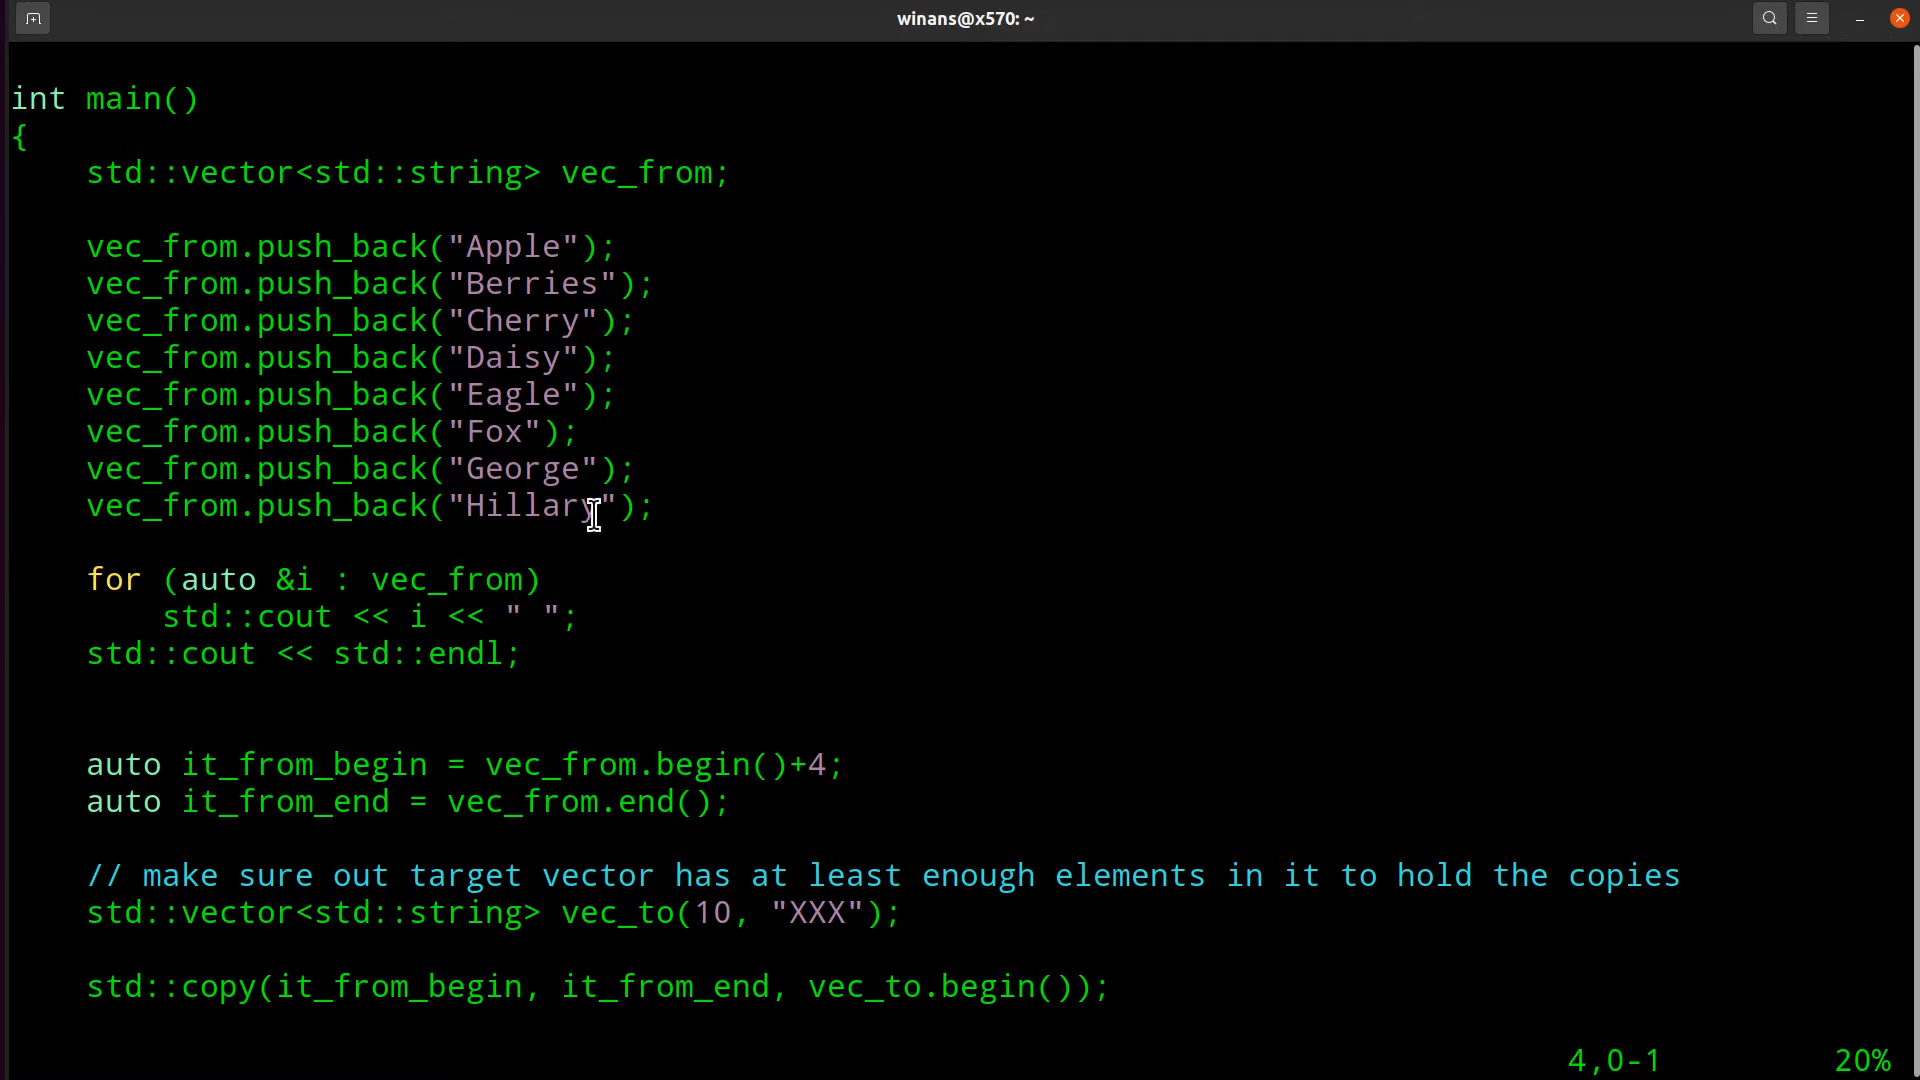 winans@x570: ~
int main()
{
    std::vector<std::string> vec_from;
    vec_from.push_back("Apple");
    vec_from.push_back("Berries");
    vec_from.push_back("Cherry");
    vec_from.push_back("Daisy");
    vec_from.push_back("Eagle");
    vec_from.push_back("Fox");
    vec_from.push_back("George");
    vec_from.push_back("Hillary");
    for (auto &i : vec_from)
        std::cout << i << " ";
    std::cout << std::endl;
    auto it_from_begin = vec_from.begin()+4;
    auto it_from_end = vec_from.end();
    // make sure out target vector has at least enough elements in it to hold the copies
    std::vector<std::string> vec_to(10, "XXX");
    std::copy(it_from_begin, it_from_end, vec_to.begin());
4,0-1 20%